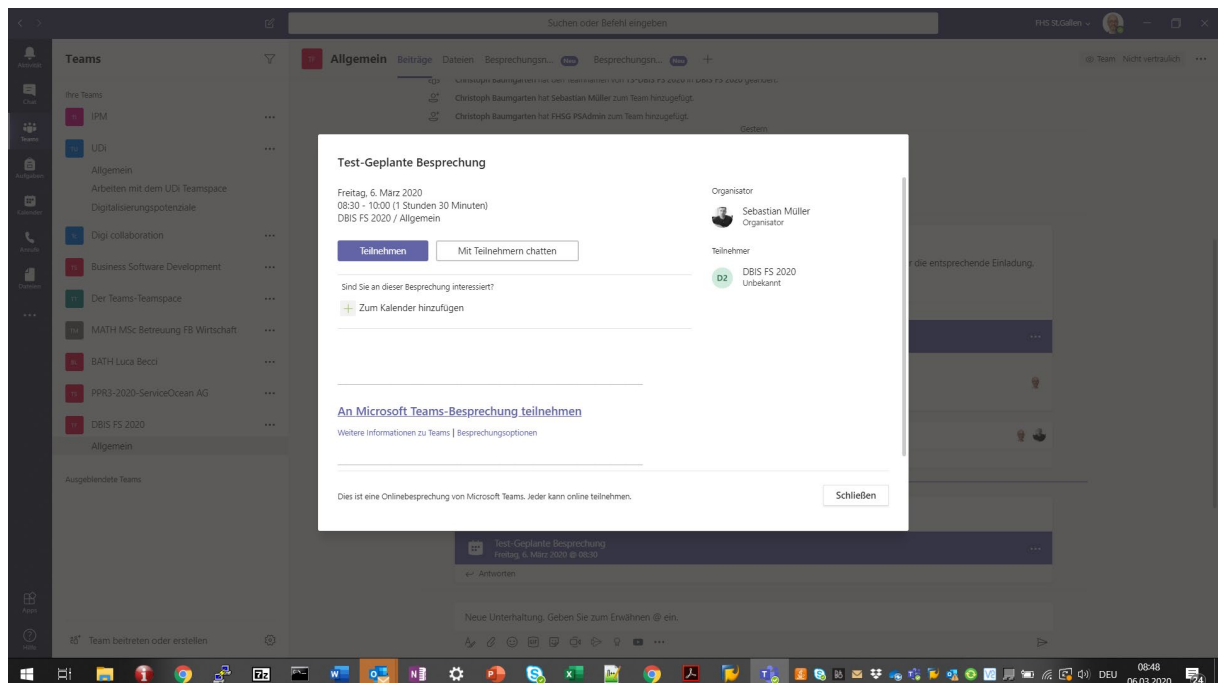 Suchen oder Befehl eingeben
FHS St.Gallen
Aktivität
Chat
Teams
Aufgaben
Kalender
Anrufe
Dateien
Apps
Hilfe
Teams
Ihre Teams
IPM
UDi
Allgemein
Arbeiten mit dem UDi Teamspace
Digitalisierungspotenziale
Digi collaboration
Business Software Development
Der Teams-Teamspace
MATH MSc Betreuung FB Wirtschaft
BATH Luca Becci
PPR3-2020-ServiceOcean AG
DBIS FS 2020
Allgemein
Ausgeblendete Teams
Team beitreten oder erstellen
Allgemein Beiträge Dateien Besprechungsn... Neu Besprechungsn... Neu
Team Nicht vertraulich
Christoph Baumgarten hat Sebastian Müller zum Team hinzugefügt.
Christoph Baumgarten hat FHSG PSAdmin zum Team hinzugefügt.
Gestern
r die entsprechende Einladung.
Test-Geplante Besprechung
Freitag, 6. März 2020
08:30 - 10:00 (1 Stunden 30 Minuten)
DBIS FS 2020 / Allgemein
Teilnehmen
Mit Teilnehmern chatten
Sind Sie an dieser Besprechung interessiert?
Zum Kalender hinzufügen
An Microsoft Teams-Besprechung teilnehmen
Weitere Informationen zu Teams | Besprechungsoptionen
Dies ist eine Onlinebesprechung von Microsoft Teams. Jeder kann online teilnehmen.
Organisator
Sebastian Müller
Organisator
Teilnehmer
D2
DBIS FS 2020
Unbekannt
Schließen
Test-Geplante Besprechung
Freitag, 6. März 2020 @ 08:30
Antworten
Neue Unterhaltung. Geben Sie zum Erwähnen @ ein.
DEU
08:48
06.03.2020
24